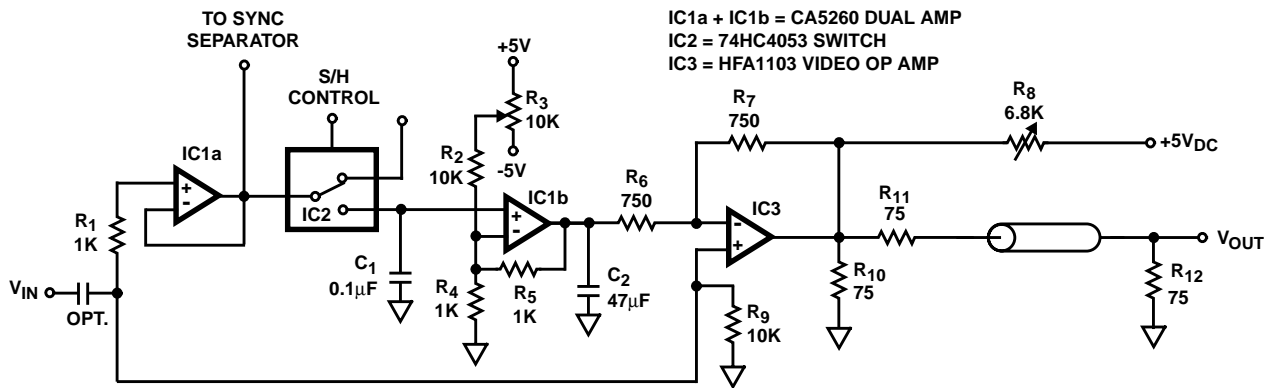 TO SYNC
SEPARATOR
IC1a + IC1b = CA5260 DUAL AMP
IC2 = 74HC4053 SWITCH
IC3 = HFA1103 VIDEO OP AMP
+5V
S/H
CONTROL
R3
10K
-5V
R7
750
R8
6.8K
+5VDC
IC1a
+
-
R2
10K
IC1b
+
-
R6
750
IC2
R1
1K
IC3
-
+
R11
75
VOUT
C1
0.1µF
R4
1K
R5
1K
C2
47µF
R10
75
R12
75
VIN
OPT.
R9
10K